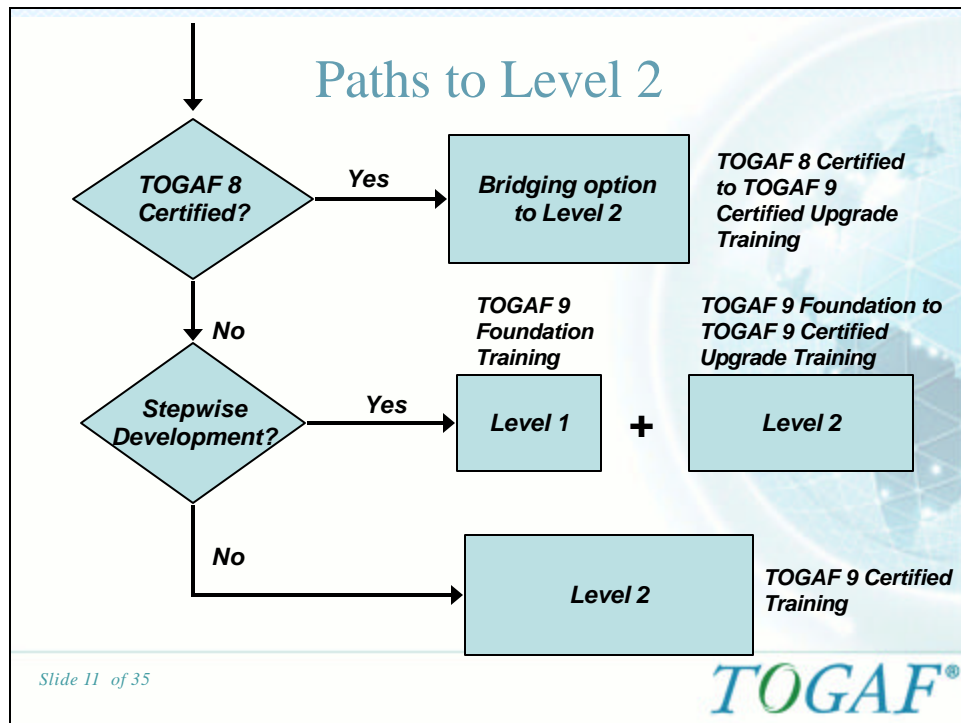 Paths to Level 2
TOGAF 8
Certified?
Yes
Bridging option
to Level 2
TOGAF 8 Certified
to TOGAF 9
Certified Upgrade
Training
No
TOGAF 9
Foundation
Training
TOGAF 9 Foundation to
TOGAF 9 Certified
Upgrade Training
Stepwise
Development?
Yes
Level 1
+
Level 2
No
Level 2
TOGAF 9 Certified
Training
Slide 11 of 35
TOGAF®